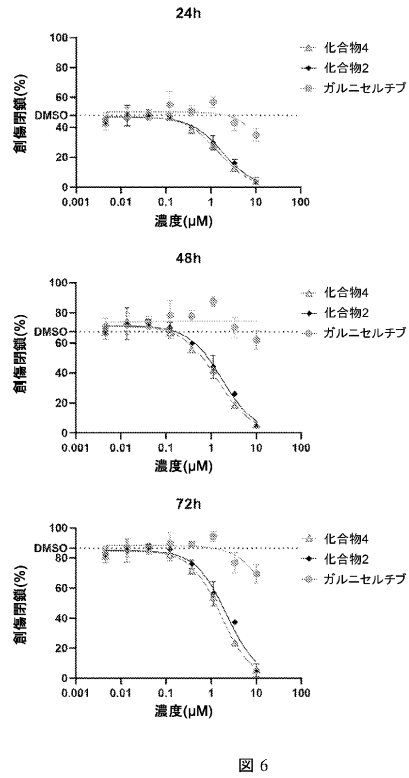 24h
100
80
60
DMSO
40
20
0
0.001
0.01
0.1
1
10
100
創傷閉鎖(%)
濃度(μM)
化合物4
化合物2
ガルニセルチブ
48h
100
80
DMSO
60
40
20
0
0.001
0.01
0.1
1
10
100
創傷閉鎖(%)
濃度(μM)
化合物4
化合物2
ガルニセルチブ
72h
100
DMSO
80
60
40
20
0
0.001
0.01
0.1
1
10
100
創傷閉鎖(%)
濃度(μM)
化合物4
化合物2
ガルニセルチブ
図 6